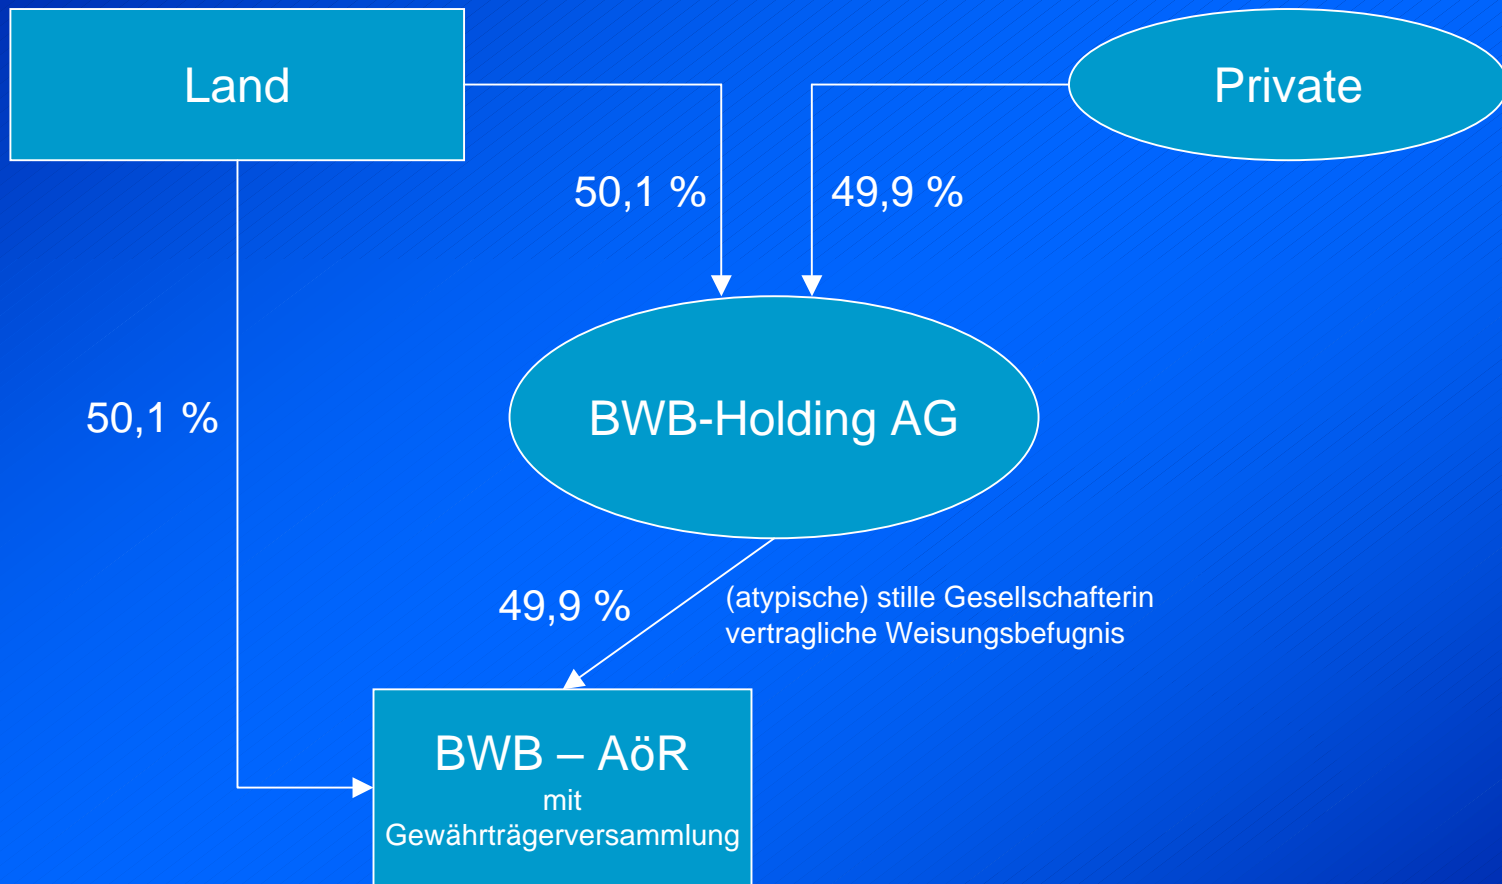 Land
Private
50,1 %
49,9 %
50,1 %
BWB-Holding AG
49,9 %
(atypische) stille Gesellschafterin
vertragliche Weisungsbefugnis
BWB – AöR
mit
Gewährträgerversammlung